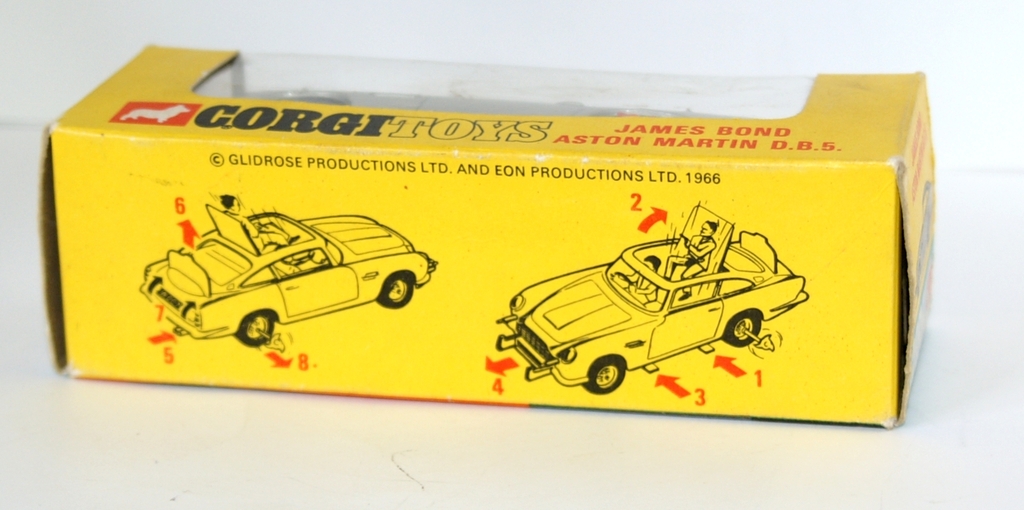 CORGI TOYS
JAMES BOND
ASTON MARTIN D.B.5.
© GLIDROSE PRODUCTIONS LTD. AND EON PRODUCTIONS LTD. 1966
6
7
5
8
2
4
3
1